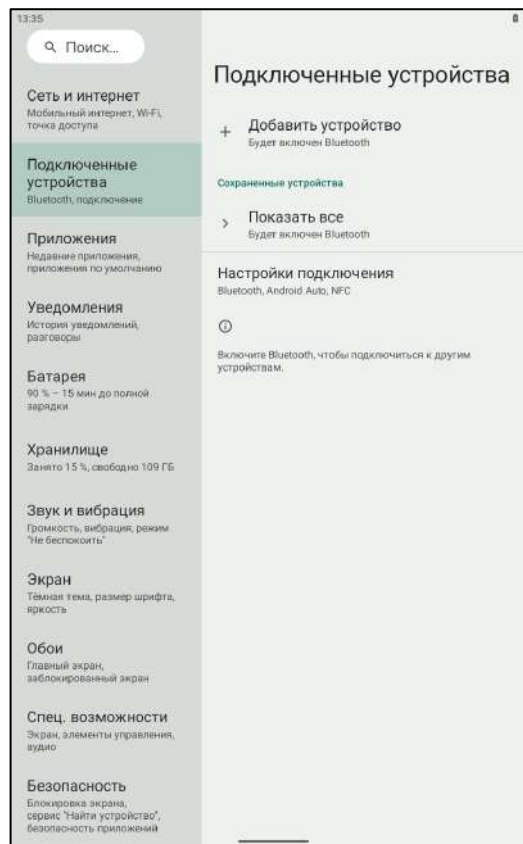 13:35
Поиск...
Сеть и интернет
Мобильный интернет, Wi-Fi,
точка доступа
Подключенные
устройства
Bluetooth, подключение
Приложения
Недавние приложения,
приложения по умолчанию
Уведомления
История уведомлений,
разговоры
Батарея
90 % – 15 мин до полной
зарядки
Хранилище
Занято 15 %, свободно 109 ГБ
Звук и вибрация
Громкость, вибрация, режим
"Не беспокоить"
Экран
Тёмная тема, размер шрифта,
яркость
Обои
Главный экран,
заблокированный экран
Спец. возможности
Экран, элементы управления,
аудио
Безопасность
Блокировка экрана,
сервис "Найти устройство",
безопасность приложений
Подключенные устройства
Добавить устройство
Будет включен Bluetooth
Сохраненные устройства
Показать все
Будет включен Bluetooth
Настройки подключения
Bluetooth, Android Auto, NFC
Включите Bluetooth, чтобы подключиться к другим
устройствам.